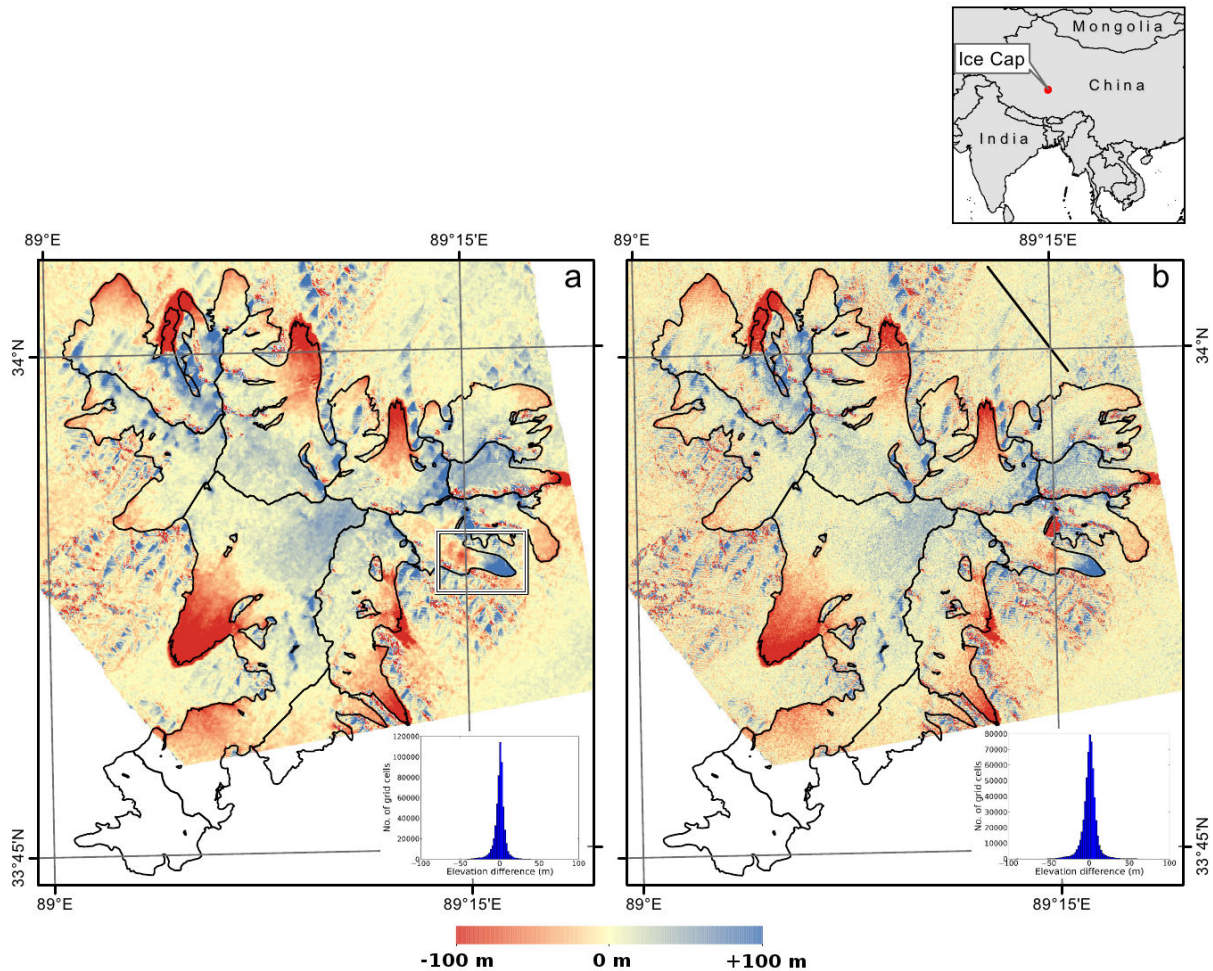 Mongolia
Ice Cap
China
India
89°E
89°15'E
89°E
89°15'E
a
b
34°N
34°N
120000
100000
80000
60000
40000
20000
0
No. of grid cells
−100
−50
0
50
100
Elevation difference (m)
80000
70000
60000
50000
40000
30000
20000
10000
0
No. of grid cells
−100
−50
0
50
100
Elevation difference (m)
33°45'N
33°45'N
89°E
89°15'E
89°E
89°15'E
-100 m
0 m
+100 m